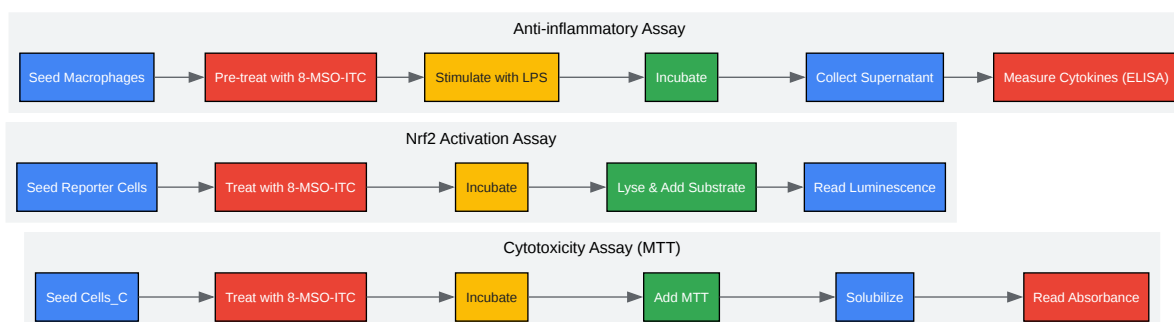 Anti-inflammatory Assay
Seed Macrophages
Pre-treat with 8-MSO-ITC
Stimulate with LPS
Incubate
Collect Supernatant
Measure Cytokines (ELISA)
Nrf2 Activation Assay
Seed Reporter Cells
Treat with 8-MSO-ITC
Incubate
Lyse & Add Substrate
Read Luminescence
Cytotoxicity Assay (MTT)
Seed Cells_C
Treat with 8-MSO-ITC
Incubate
Add MTT
Solubilize
Read Absorbance